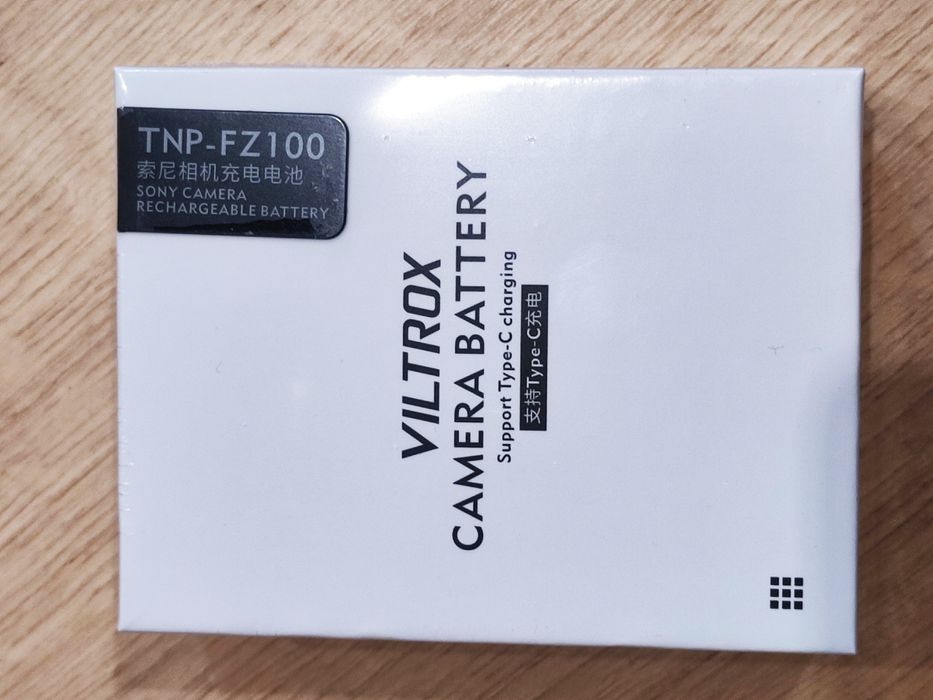 TNP-FZ100
索尼相机充电电池
SONY CAMERA
RECHARGEABLE BATTERY
VILTROX
CAMERA BATTERY
Support Type-C charging
支持Type-C充电